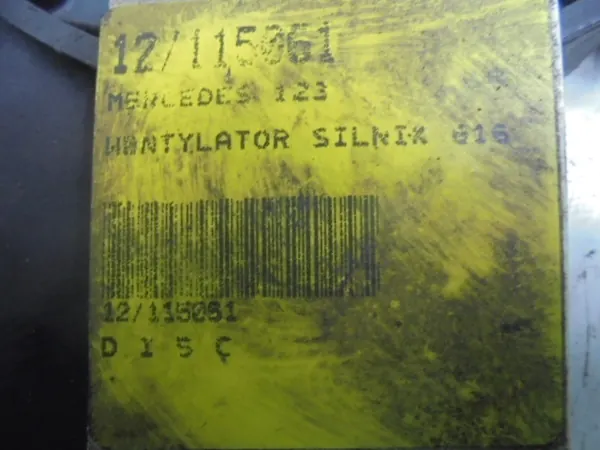 12/115061
MERCEDES 123
WENTYLATOR SILNIK 616
12/115061
D 1 5 C